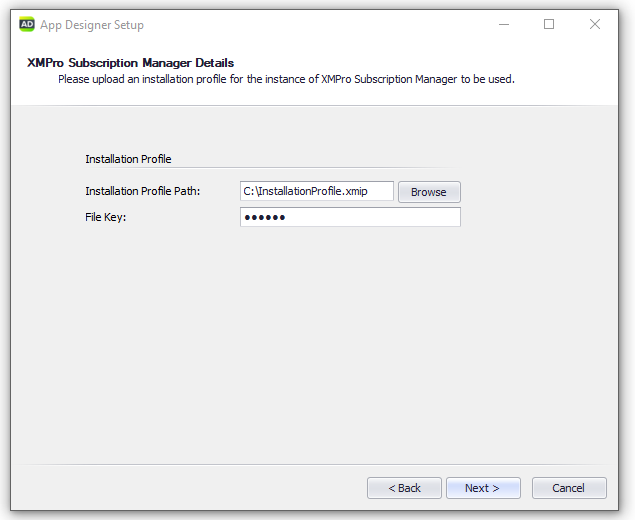 AD App Designer Setup
XMPro Subscription Manager Details
Please upload an installation profile for the instance of XMPro Subscription Manager to be used.
Installation Profile
Installation Profile Path: C:\InstallationProfile.xmip Browse
File Key: ●●●●●●
< Back Next > Cancel